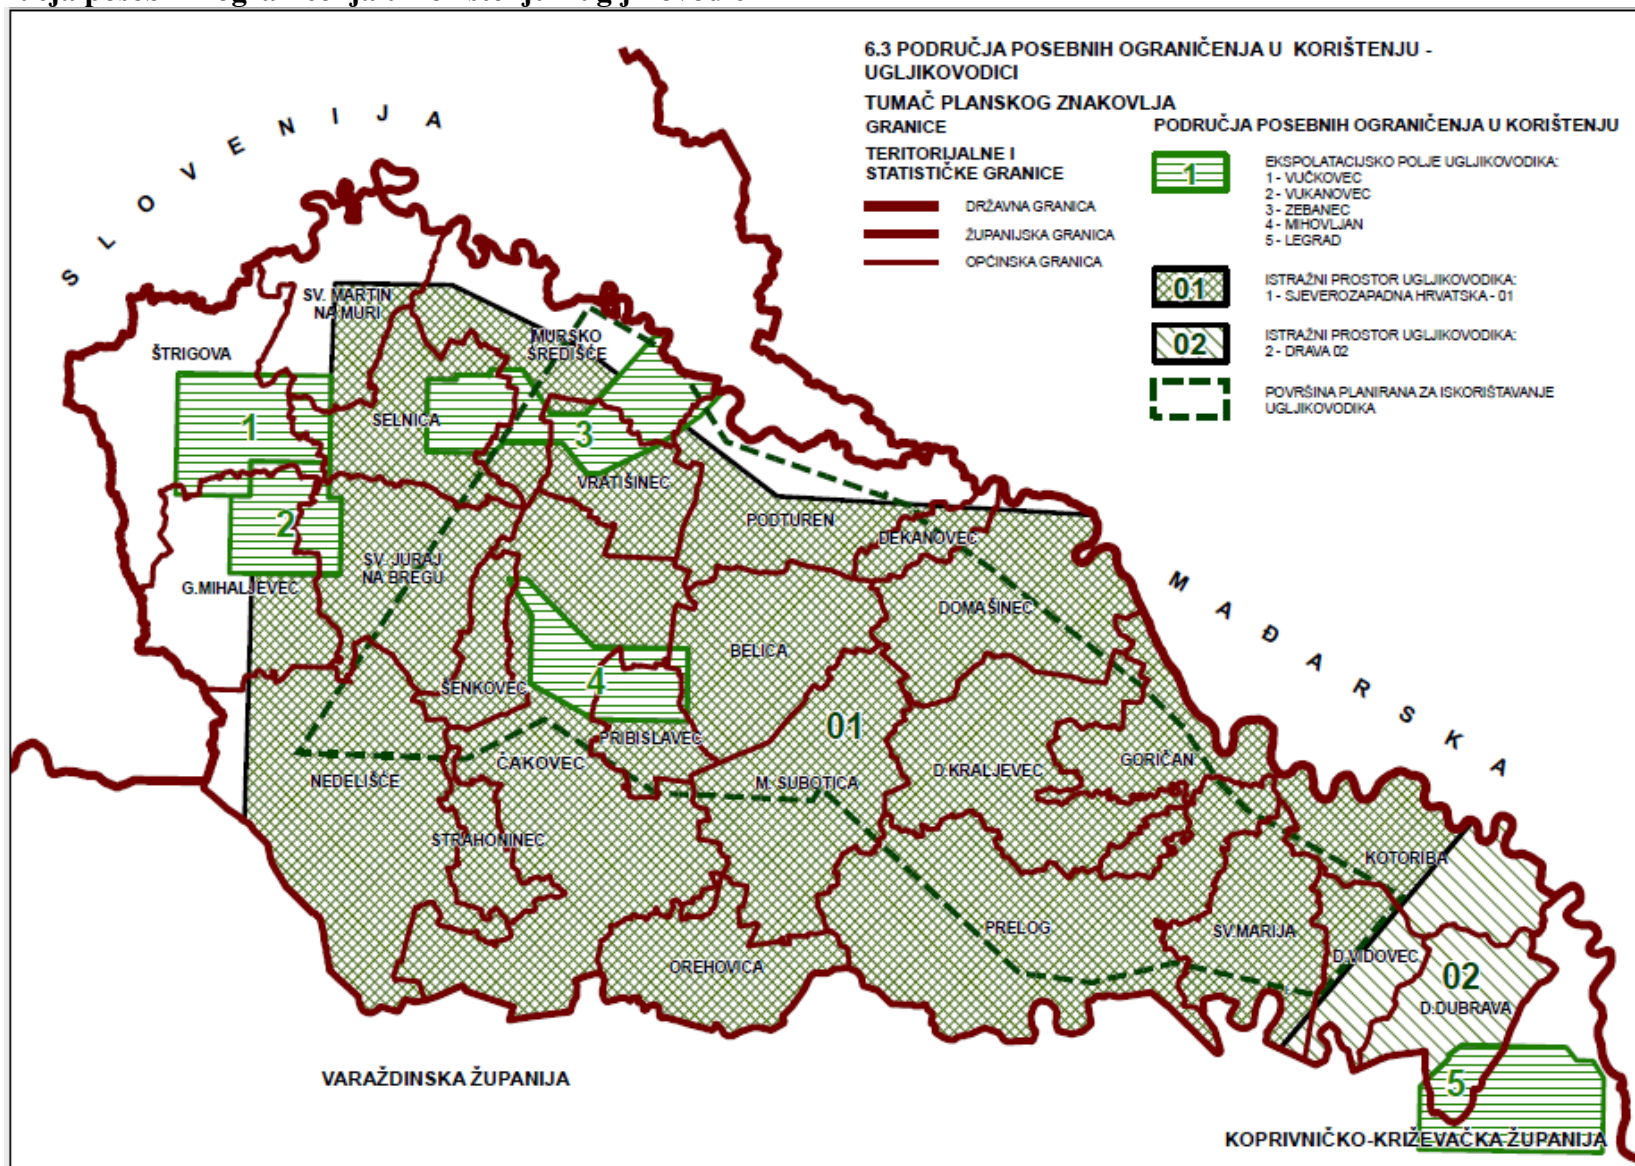 6.3 PODRUČJA POSEBNIH OGRANIČENJA U KORIŠTENJU -
UGLJIKOVODICI
TUMAČ PLANSKOG ZNAKOVLJA
GRANICE
TERITORIJALNE I
STATISTIČKE GRANICE
DRŽAVNA GRANICA
ŽUPANIJSKA GRANICA
OPĆINSKA GRANICA
PODRUČJA POSEBNIH OGRANIČENJA U KORIŠTENJU
1
EKSPOLATACIJSKO POLJE UGLJIKOVODIKA:
1 - VUČKOVEC
2 - VUKANOVEC
3 - ZEBANEC
4 - MIHOVLJAN
5 - LEGRAD
01
ISTRAŽNI PROSTOR UGLJIKOVODIKA:
1 - SJEVEROZAPADNA HRVATSKA - 01
02
ISTRAŽNI PROSTOR UGLJIKOVODIKA:
2 - DRAVA 02
POVRŠINA PLANIRANA ZA ISKORIŠTAVANJE
UGLJIKOVODIKA
SLOVENIJA
SV. MARTIN
NA MURI
MURSKO
SREDIŠĆE
ŠTRIGOVA
SELNICA
1
3
VRATIŠINEC
2
PODTUREN
DEKANOVEC
SV. JURAJ
NA BREGU
G.MIHALJEVEC
DOMAŠINEC
MAĐARSKA
BELICA
ŠENKOVEC
4
01
PRIBISLAVEC
ČAKOVEC
NEDELIŠĆE
M. SUBOTICA
D.KRALJEVEC
GORIČAN
STRAHONINEC
KOTORIBA
PRELOG
SV.MARIJA
D.VIDOVEC
OREHOVICA
02
D.DUBRAVA
VARAŽDINSKA ŽUPANIJA
5
KOPRIVNIČKO-KRIŽEVAČKA ŽUPANIJA